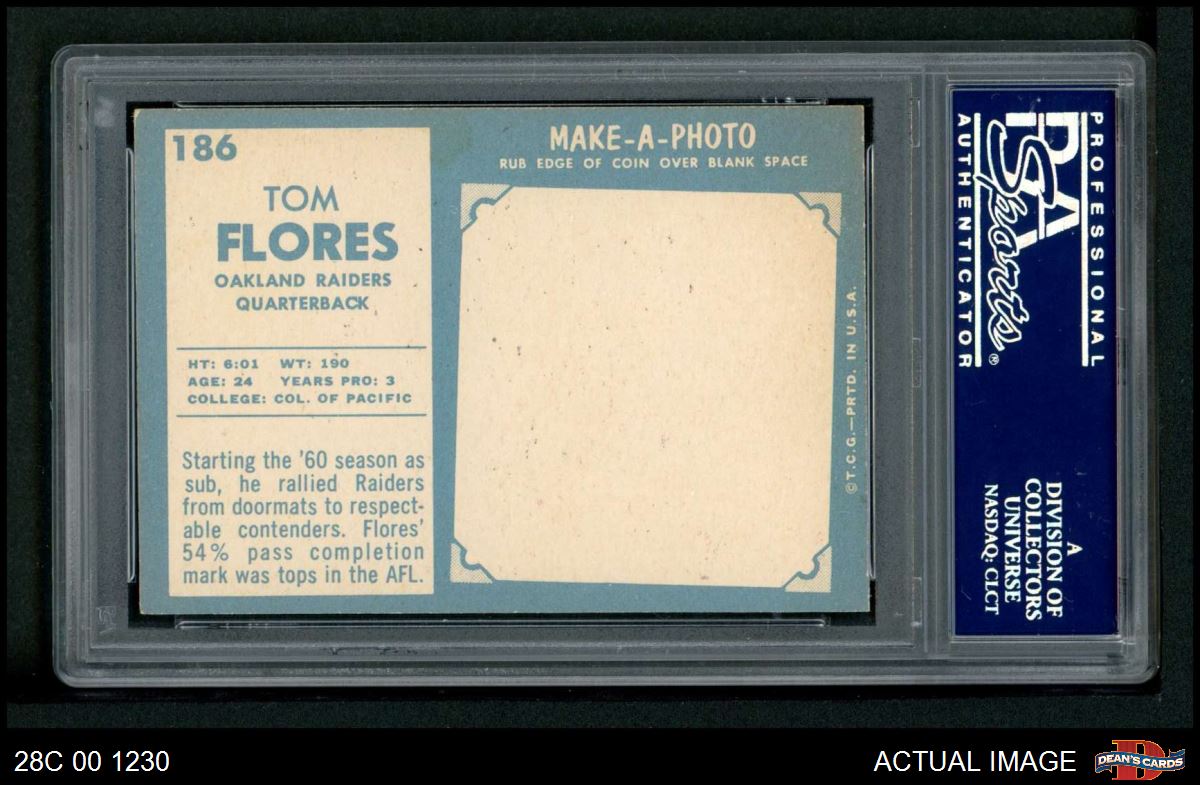 186
TOM
FLORES
OAKLAND RAIDERS
QUARTERBACK
HT: 6:01 WT: 190
AGE: 24 YEARS PRO: 3
COLLEGE: COL. OF PACIFIC
Starting the '60 season as
sub, he rallied Raiders
from doormats to respect-
able contenders. Flores'
54% pass completion
mark was tops in the AFL.
MAKE-A-PHOTO
RUB EDGE OF COIN OVER BLANK SPACE
©T.C.G.—PRTD. IN U.S.A.
PROFESSIONAL
PSA
Sports
®
AUTHENTICATOR
A
DIVISION OF
COLLECTORS
UNIVERSE
NASDAQ: CLCT
28C 00 1230
ACTUAL IMAGE
D
DEAN'S CARDS